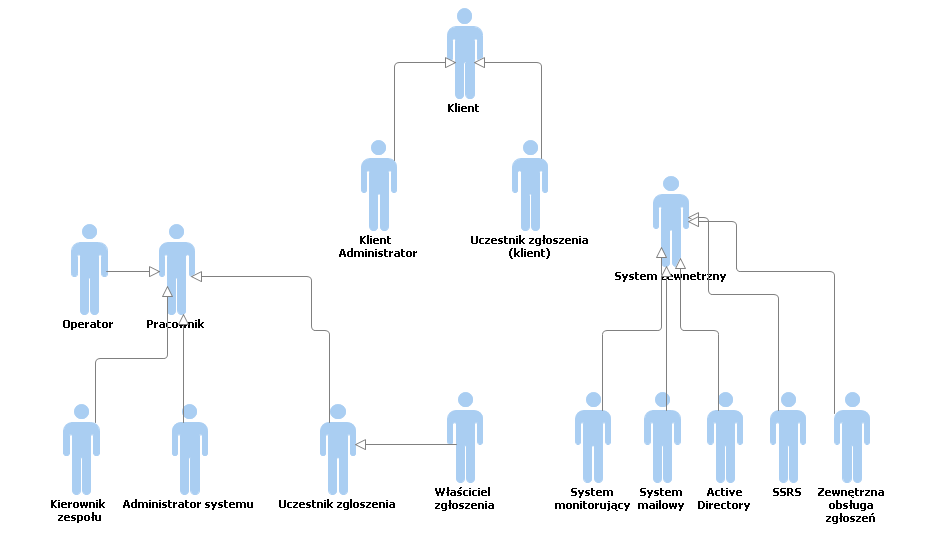 Klient
Klient
Administrator
Uczestnik zgłoszenia
(klient)
System zewnetrzny
Operator
Pracownik
Kierownik
zespołu
Administrator systemu
Uczestnik zgloszenia
Właściciel
zgłoszenia
System
monitorujący
System
mailowy
Active
Directory
SSRS
Zewnętrzna
obsługa
zgłoszeń